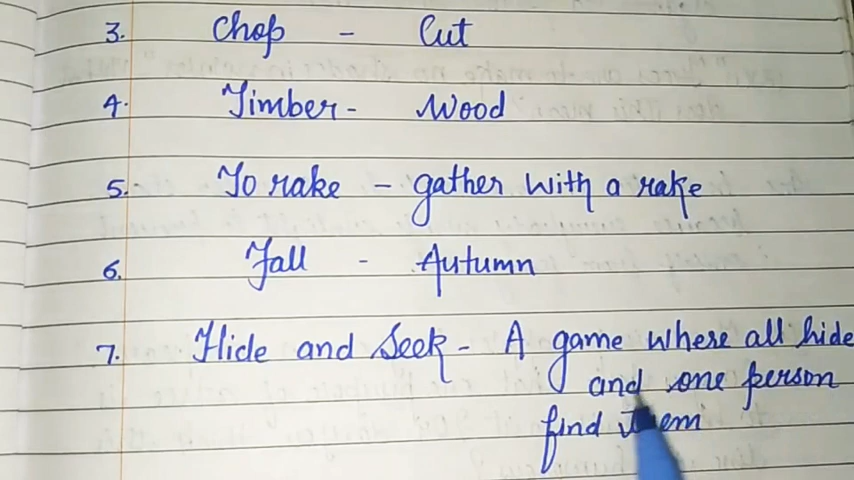 3. Chop - Cut
4. Timber - Wood
5. To rake - gather with a rake
6. Fall - Autumn
7. Hide and Seek - A game where all hide
and one person
find them